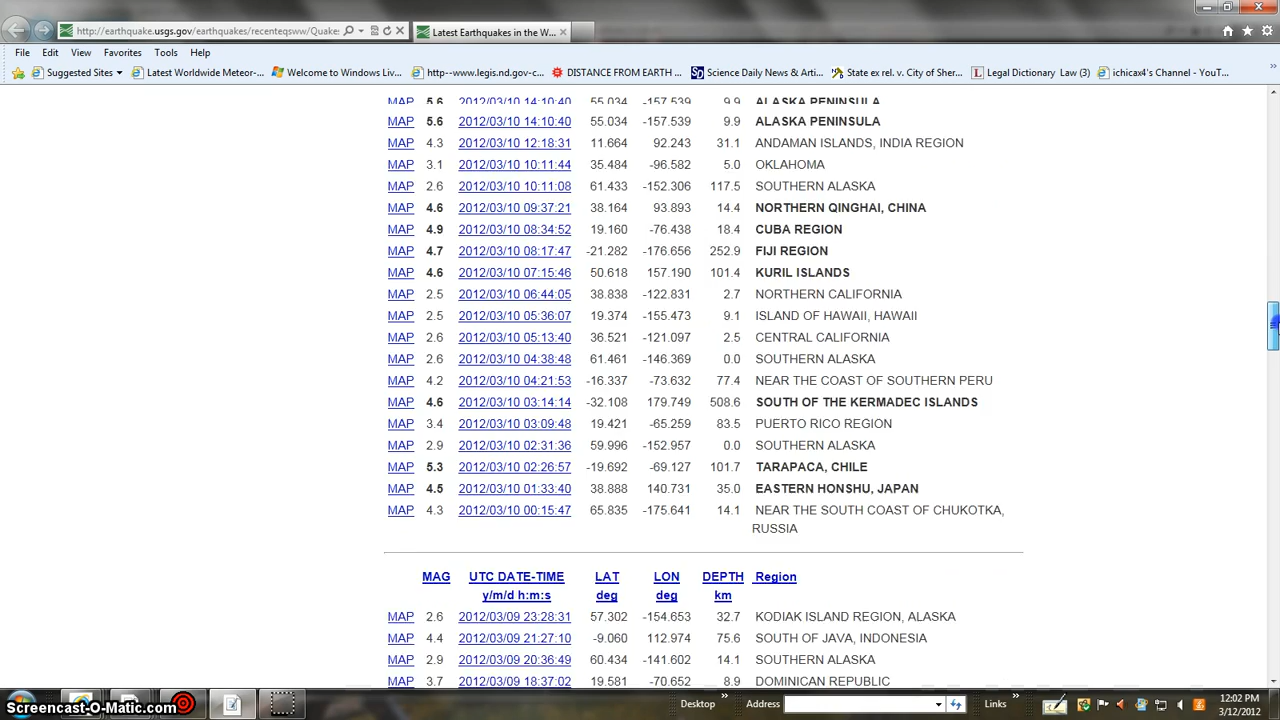 http://earthquake.usgs.gov/earthquakes/recenteqsww/Quake
Latest Earthquakes in the W...
File Edit View Favorites Tools Help
Suggested Sites Latest Worldwide Meteor-... Welcome to Windows Liv... http--www.legis.nd.gov-c... DISTANCE FROM EARTH ... Science Daily News & Arti... State ex rel. v. City of Sher... Legal Dictionary Law (3) ichicax4's Channel - YouT...
MAP 5.6 2012/03/10 14:10:40 55.034 -157.539 9.9 ALASKA PENINSULA
MAP 5.6 2012/03/10 14:10:40 55.034 -157.539 9.9 ALASKA PENINSULA
MAP 4.3 2012/03/10 12:18:31 11.664 92.243 31.1 ANDAMAN ISLANDS, INDIA REGION
MAP 3.1 2012/03/10 10:11:44 35.484 -96.582 5.0 OKLAHOMA
MAP 2.6 2012/03/10 10:11:08 61.433 -152.306 117.5 SOUTHERN ALASKA
MAP 4.6 2012/03/10 09:37:21 38.164 93.893 14.4 NORTHERN QINGHAI, CHINA
MAP 4.9 2012/03/10 08:34:52 19.160 -76.438 18.4 CUBA REGION
MAP 4.7 2012/03/10 08:17:47 -21.282 -176.656 252.9 FIJI REGION
MAP 4.6 2012/03/10 07:15:46 50.618 157.190 101.4 KURIL ISLANDS
MAP 2.5 2012/03/10 06:44:05 38.838 -122.831 2.7 NORTHERN CALIFORNIA
MAP 2.5 2012/03/10 05:36:07 19.374 -155.473 9.1 ISLAND OF HAWAII, HAWAII
MAP 2.6 2012/03/10 05:13:40 36.521 -121.097 2.5 CENTRAL CALIFORNIA
MAP 2.6 2012/03/10 04:38:48 61.461 -146.369 0.0 SOUTHERN ALASKA
MAP 4.2 2012/03/10 04:21:53 -16.337 -73.632 77.4 NEAR THE COAST OF SOUTHERN PERU
MAP 4.6 2012/03/10 03:14:14 -32.108 179.749 508.6 SOUTH OF THE KERMADEC ISLANDS
MAP 3.4 2012/03/10 03:09:48 19.421 -65.259 83.5 PUERTO RICO REGION
MAP 2.9 2012/03/10 02:31:36 59.996 -152.957 0.0 SOUTHERN ALASKA
MAP 5.3 2012/03/10 02:26:57 -19.692 -69.127 101.7 TARAPACA, CHILE
MAP 4.5 2012/03/10 01:33:40 38.888 140.731 35.0 EASTERN HONSHU, JAPAN
MAP 4.3 2012/03/10 00:15:47 65.835 -175.641 14.1 NEAR THE SOUTH COAST OF CHUKOTKA,
RUSSIA
MAG UTC DATE-TIME LAT LON DEPTH Region
y/m/d h:m:s deg deg km
MAP 2.6 2012/03/09 23:28:31 57.302 -154.653 32.7 KODIAK ISLAND REGION, ALASKA
MAP 4.4 2012/03/09 21:27:10 -9.060 112.974 75.6 SOUTH OF JAVA, INDONESIA
MAP 2.9 2012/03/09 20:36:49 60.434 -141.602 14.1 SOUTHERN ALASKA
MAP 3.7 2012/03/09 18:37:02 19.581 -70.652 8.9 DOMINICAN REPUBLIC
Screencast-O-Matic.com
Desktop Address Links
12:02 PM
3/12/2012